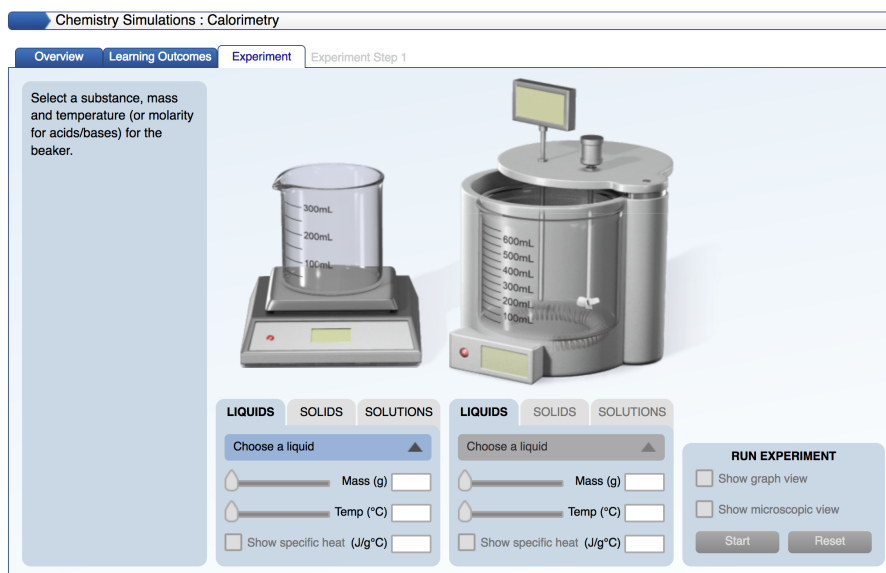 Chemistry Simulations : Calorimetry
Overview
Learning Outcomes
Experiment
Experiment Step 1
Select a substance, mass
and temperature (or molarity
for acids/bases) for the
beaker.
300mL
200mL
100mL
600mL
500mL
400mL
300mL
200mL
100mL
LIQUIDS SOLIDS SOLUTIONS
Choose a liquid
Mass (g)
Temp (°C)
Show specific heat (J/g°C)
LIQUIDS SOLIDS SOLUTIONS
Choose a liquid
Mass (g)
Temp (°C)
Show specific heat (J/g°C)
RUN EXPERIMENT
Show graph view
Show microscopic view
Start
Reset